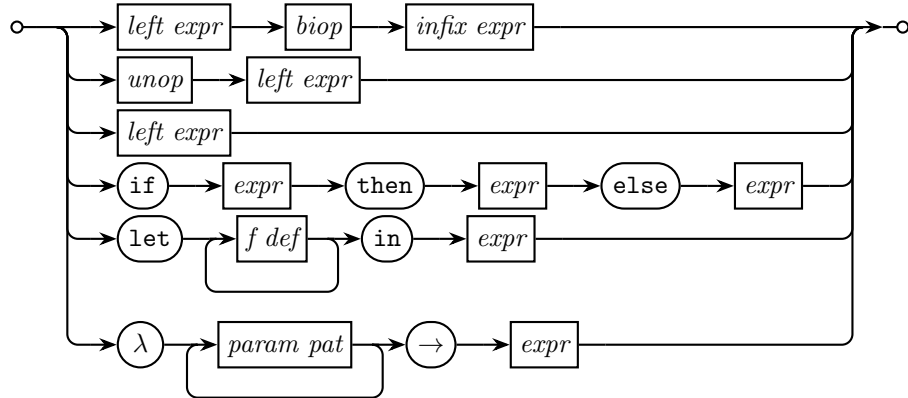 left expr biop infix expr
unop left expr
left expr
if expr then expr else expr
let f def in expr
λ param pat → expr